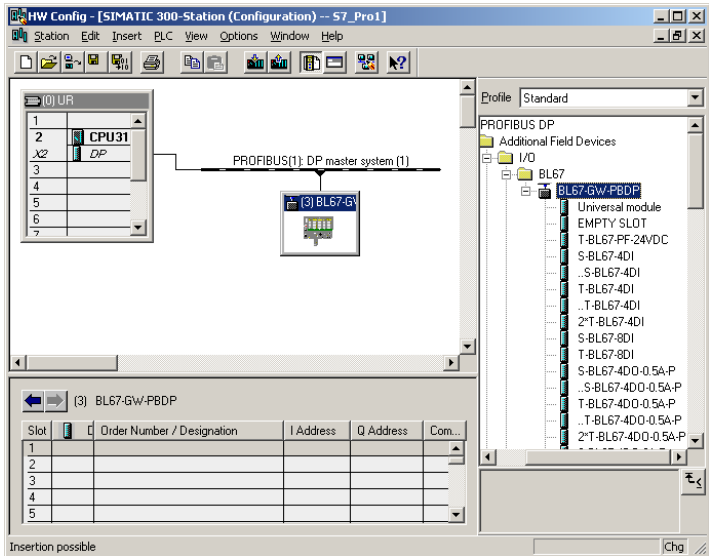 HW Config - [SIMATIC 300-Station (Configuration) -- S7_Pro1]
Station Edit Insert PLC View Options Window Help
(0) UR
1
2 CPU31
X2 DP
3
4
5
6
7
PROFIBUS(1): DP master system (1)
(3) BL67-GW
Profile Standard
PROFIBUS DP
Additional Field Devices
I/O
BL67
BL67-GW-PBDP
Universal module
EMPTY SLOT
T-BL67-PF-24VDC
S-BL67-4DI
..S-BL67-4DI
T-BL67-4DI
..T-BL67-4DI
2*T-BL67-4DI
S-BL67-8DI
T-BL67-8DI
S-BL67-4DO-0.5A-P
..S-BL67-4DO-0.5A-P
T-BL67-4DO-0.5A-P
..T-BL67-4DO-0.5A-P
2*T-BL67-4DO-0.5A-P
(3) BL67-GW-PBDP
Slot D Order Number / Designation I Address Q Address Com...
1
2
3
4
5
Insertion possible Chg